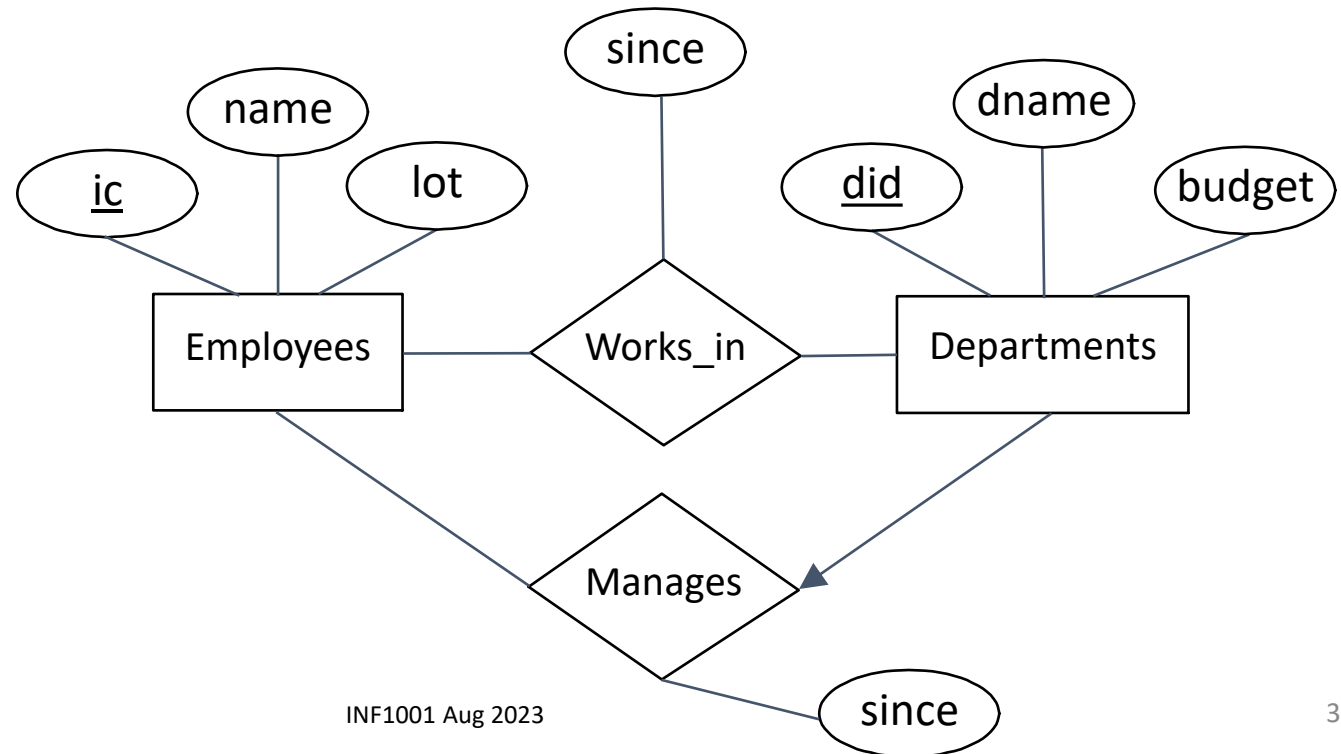 since
name
dname
ic
lot
did
budget
Employees
Works_in
Departments
Manages
since
INF1001 Aug 2023
3